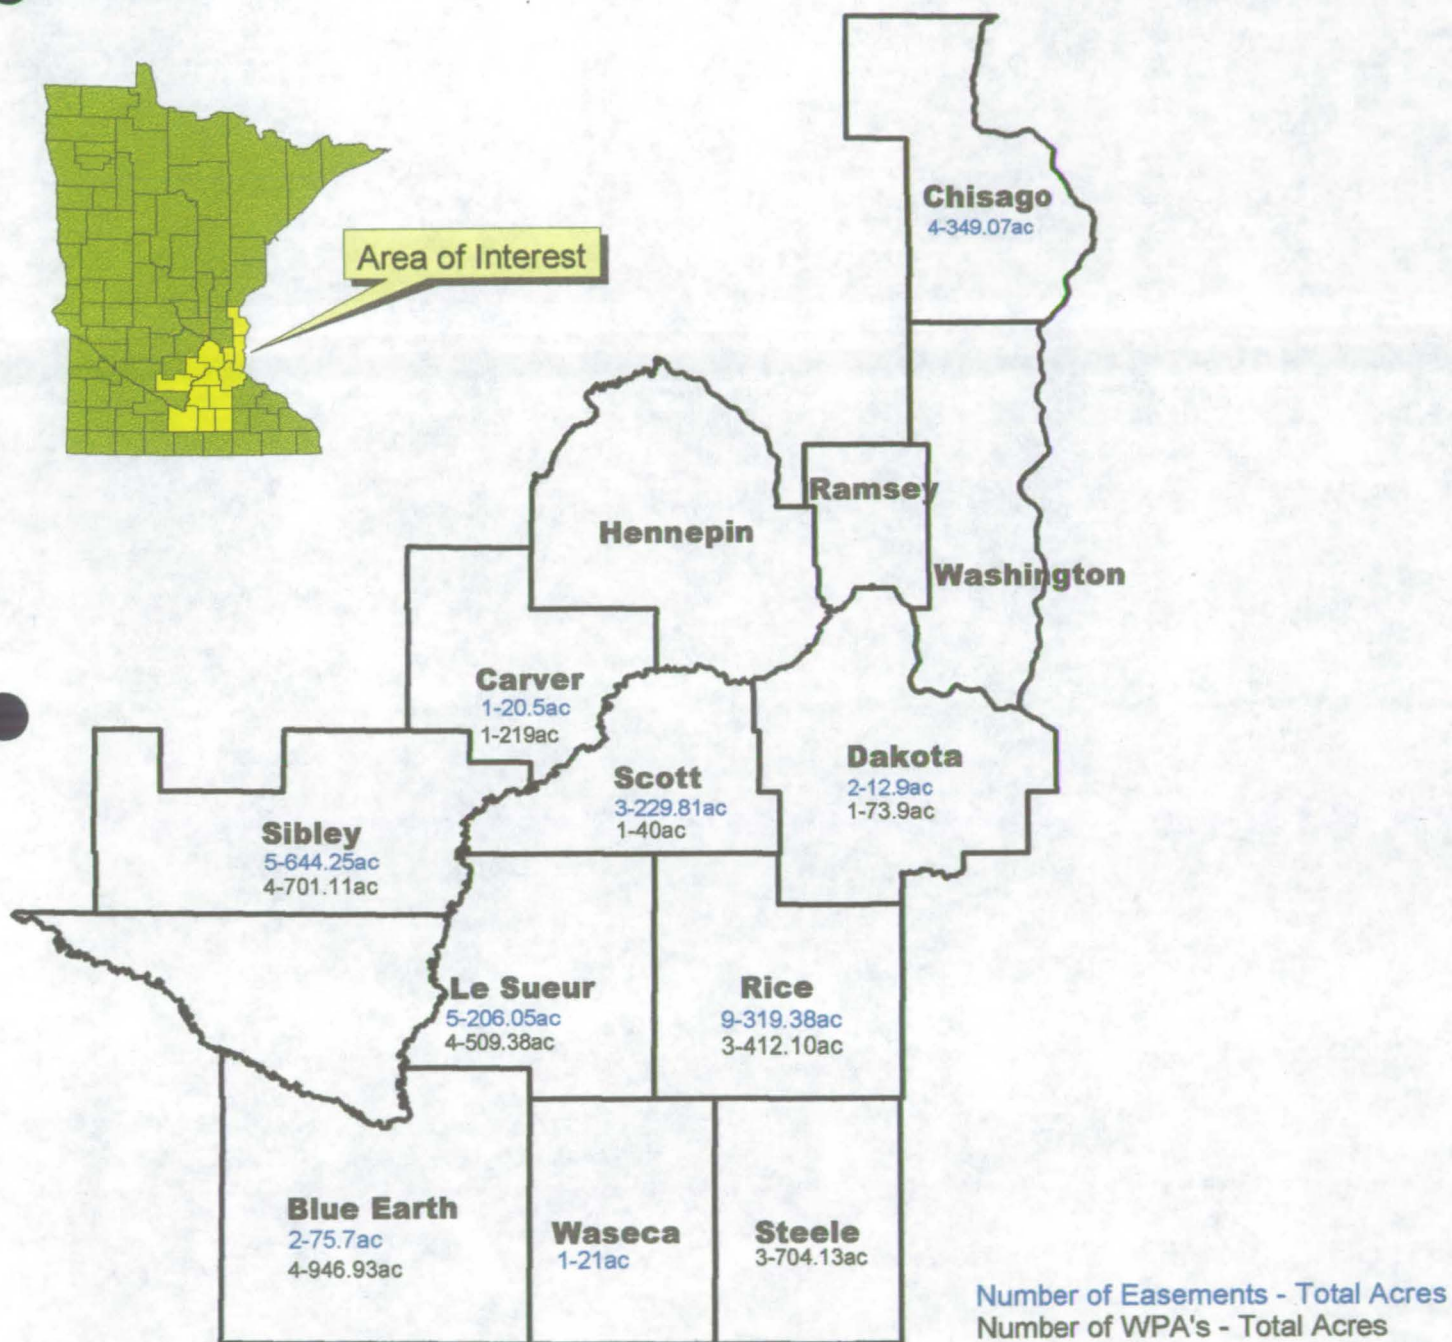 Chisago
4-349.07ac
Area of Interest
Ramsey
Hennepin
Washington
Carver
1-20.5ac
1-219ac
Scott
3-229.81ac
1-40ac
Dakota
2-12.9ac
1-73.9ac
Sibley
5-644.25ac
4-701.11ac
Le Sueur
5-206.05ac
4-509.38ac
Rice
9-319.38ac
3-412.10ac
Blue Earth
2-75.7ac
4-946.93ac
Waseca
1-21ac
Steele
3-704.13ac
Number of Easements - Total Acres
Number of WPA's - Total Acres